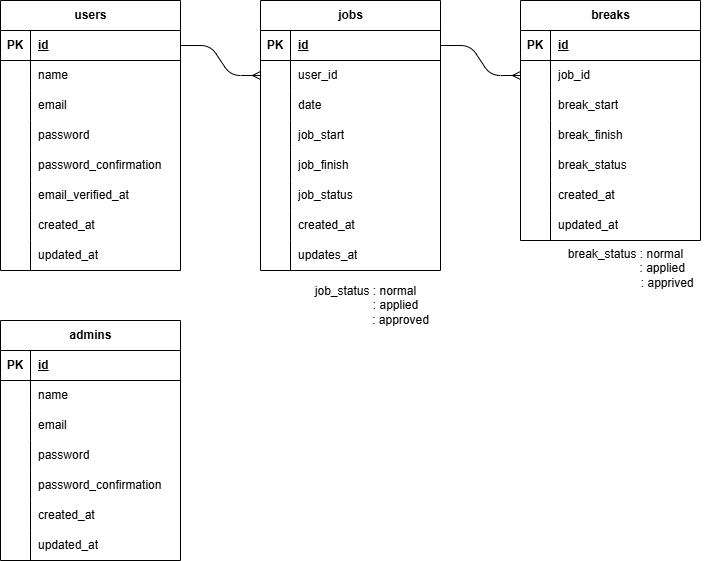 users
PK id
name
email
password
password_confirmation
email_verified_at
created_at
updated_at
jobs
PK id
user_id
date
job_start
job_finish
job_status
created_at
updates_at
job_status : normal
: applied
: approved
breaks
PK id
job_id
break_start
break_finish
break_status
created_at
updated_at
break_status : normal
: applied
: apprived
admins
PK id
name
email
password
password_confirmation
created_at
updated_at